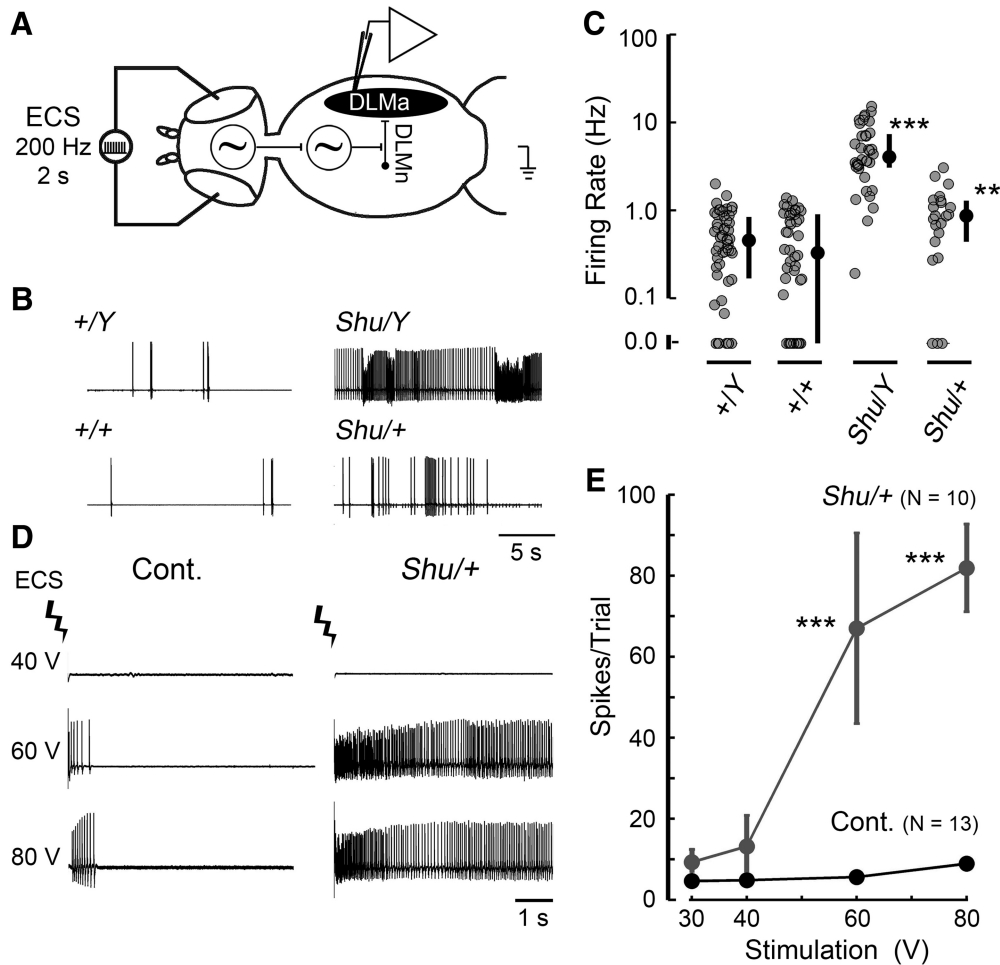 A
ECS
200 Hz
2 s
DLMa
DLMn
~
~
B
+/Y
Shu/Y
+/+
Shu/+
5 s
C
Firing Rate (Hz)
100
10
1.0
0.1
0.0
***
**
+/Y
+/+
Shu/Y
Shu/+
D
ECS
Cont.
Shu/+
40 V
60 V
80 V
1 s
E
Spikes/Trial
100
80
60
40
20
0
Shu/+ (N = 10)
***
***
Cont. (N = 13)
30 40 60 80
Stimulation (V)